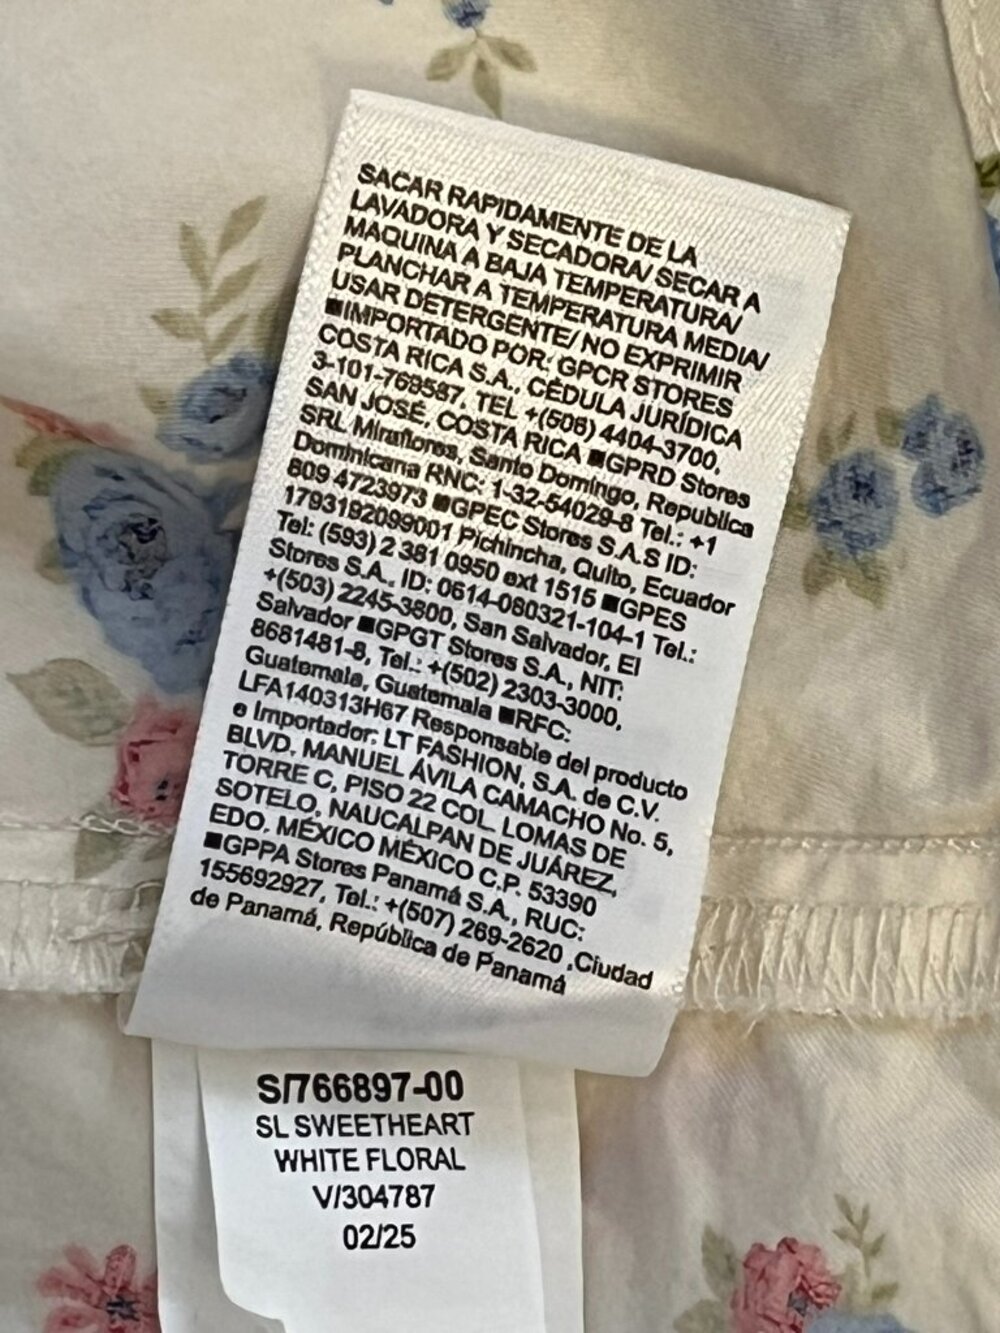 SACAR RAPIDAMENTE DE LA
LAVADORA Y SECADORA/ SECAR A
MAQUINA A BAJA TEMPERATURA/
PLANCHAR A TEMPERATURA MEDIA/
USAR DETERGENTE/ NO EXPRIMIR
■IMPORTADO POR: GPCR STORES
COSTA RICA S.A., CÉDULA JURÍDICA
3-101-769587, TEL +(506) 4404-3700,
SAN JOSÉ, COSTA RICA ■GPRD Stores
SRL Miraflores, Santo Domingo, Republica
Dominicana RNC: 1-32-54029-8 Tel.: +1
809 4723973 ■GPEC Stores S.A.S ID:
1793192099001 Pichincha, Quito, Ecuador
Tel: (593) 2 381 0950 ext 1515 ■GPES
Stores S.A., ID: 0614-080321-104-1 Tel.:
+(503) 2245-3800, San Salvador, El
Salvador ■GPGT Stores S.A., NIT:
8681481-8, Tel.: +(502) 2303-3000,
Guatemala, Guatemala ■RFC:
LFA140313H67 Responsable del producto
e Importador: LT FASHION, S.A. de C.V.
BLVD. MANUEL ÁVILA CAMACHO No. 5,
TORRE C, PISO 22 COL. LOMAS DE
SOTELO, NAUCALPAN DE JUÁREZ,
EDO. MÉXICO MÉXICO C.P. 53390
■GPPA Stores Panamá S.A., RUC:
155692927, Tel.: +(507) 269-2620 ,Ciudad
de Panamá, República de Panamá
S/766897-00
SL SWEETHEART
WHITE FLORAL
V/304787
02/25